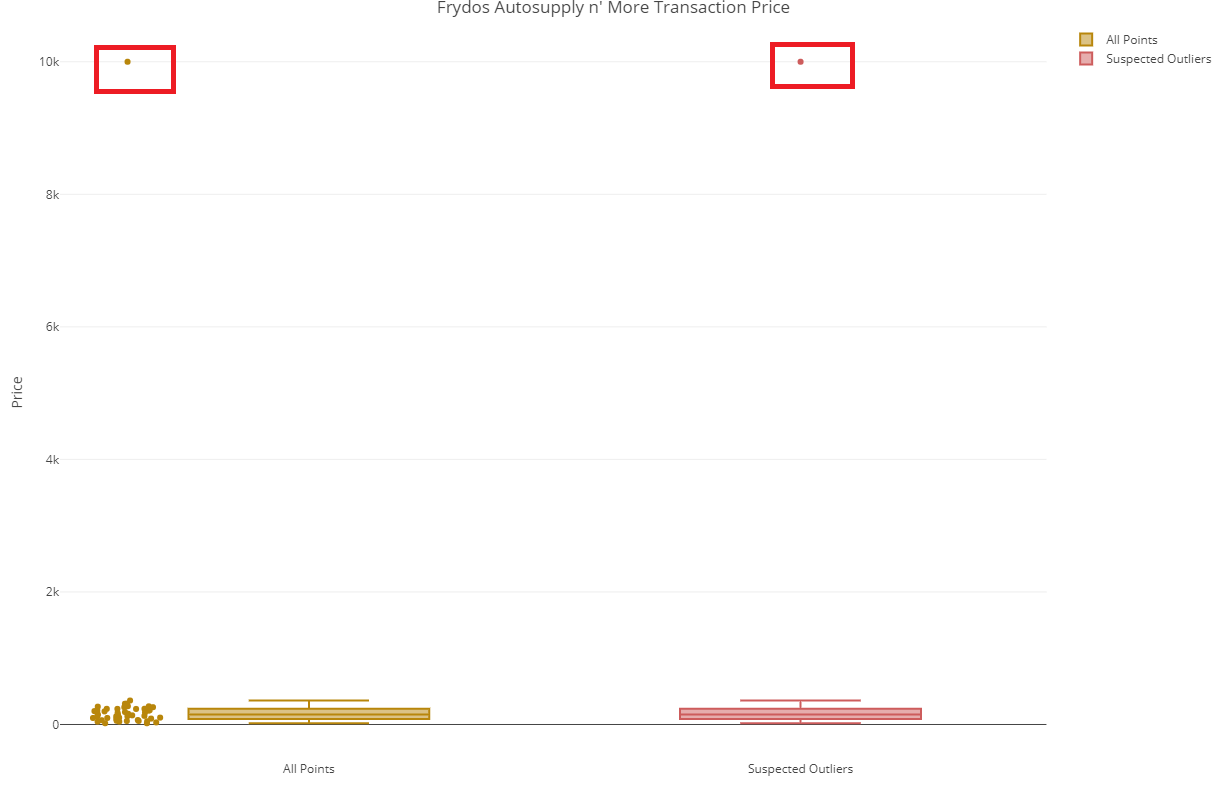 Frydos Autosupply n' More Transaction Price
All Points
Suspected Outliers
10k
8k
6k
4k
2k
0
Price
All Points
Suspected Outliers